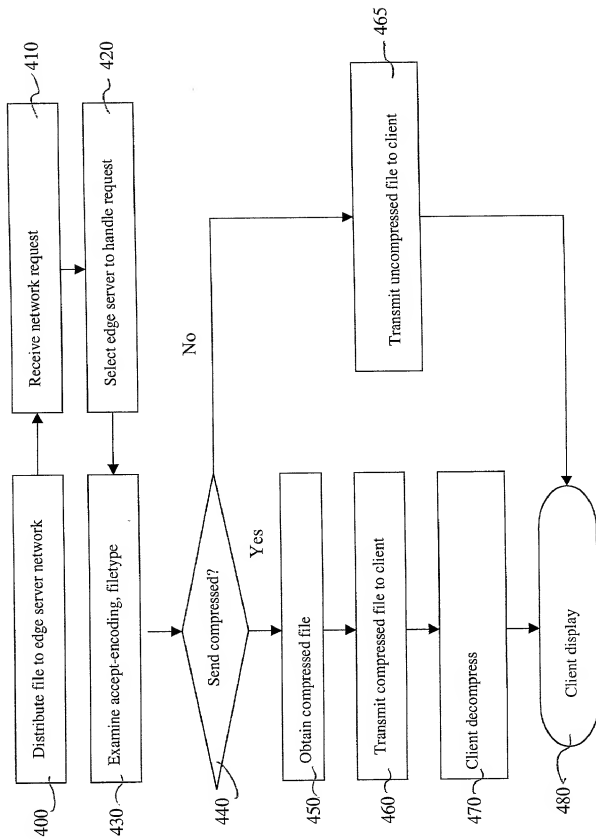 Distribute file to edge server network
400
Receive network request
410
Select edge server to handle request
420
Examine accept-encoding, filetype
430
Send compressed?
440
Yes
No
Obtain compressed file
450
Transmit compressed file to client
460
Transmit uncompressed file to client
465
Client decompress
470
Client display
480